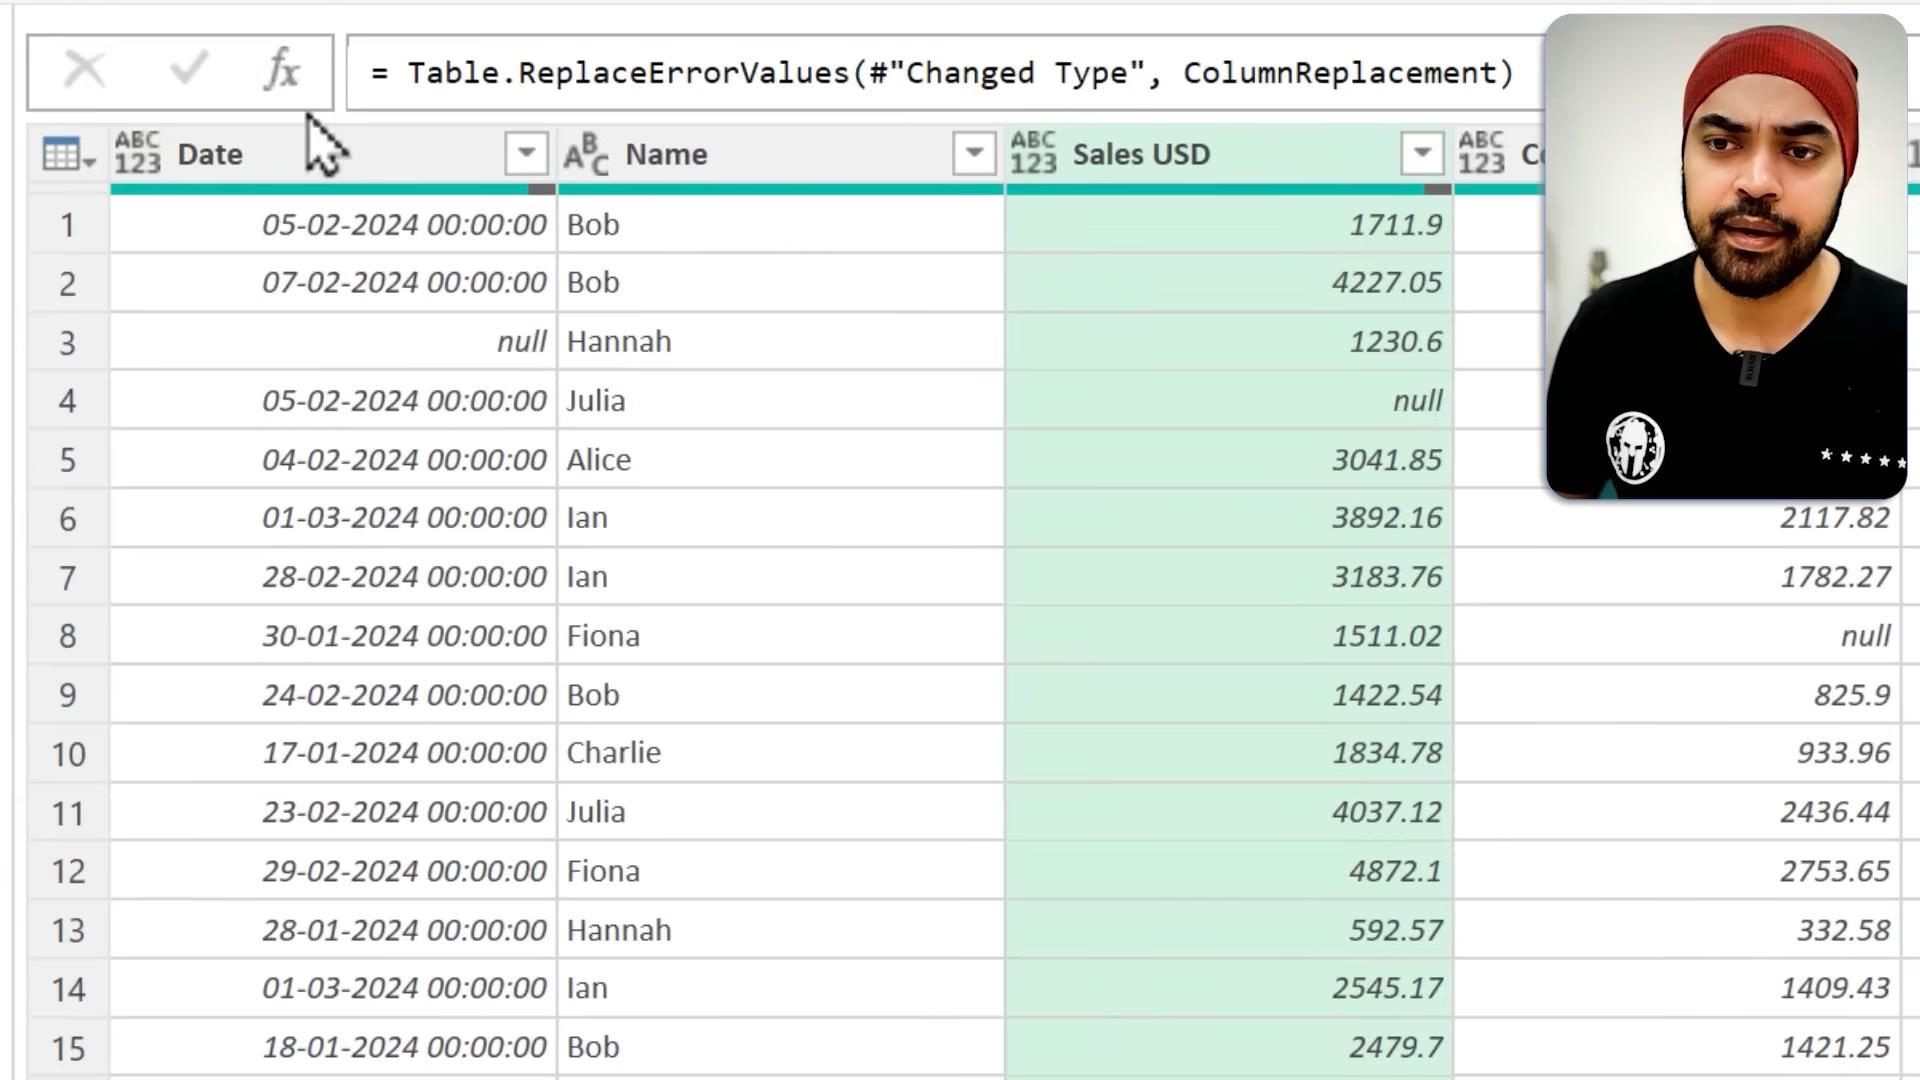 fx = Table.ReplaceErrorValues(#"Changed Type", ColumnReplacement)
ABC 123 Date ABC Name ABC 123 Sales USD ABC 123
1 05-02-2024 00:00:00 Bob 1711.9
2 07-02-2024 00:00:00 Bob 4227.05
3 null Hannah 1230.6
4 05-02-2024 00:00:00 Julia null
5 04-02-2024 00:00:00 Alice 3041.85
6 01-03-2024 00:00:00 Ian 3892.16 2117.82
7 28-02-2024 00:00:00 Ian 3183.76 1782.27
8 30-01-2024 00:00:00 Fiona 1511.02 null
9 24-02-2024 00:00:00 Bob 1422.54 825.9
10 17-01-2024 00:00:00 Charlie 1834.78 933.96
11 23-02-2024 00:00:00 Julia 4037.12 2436.44
12 29-02-2024 00:00:00 Fiona 4872.1 2753.65
13 28-01-2024 00:00:00 Hannah 592.57 332.58
14 01-03-2024 00:00:00 Ian 2545.17 1409.43
15 18-01-2024 00:00:00 Bob 2479.7 1421.25